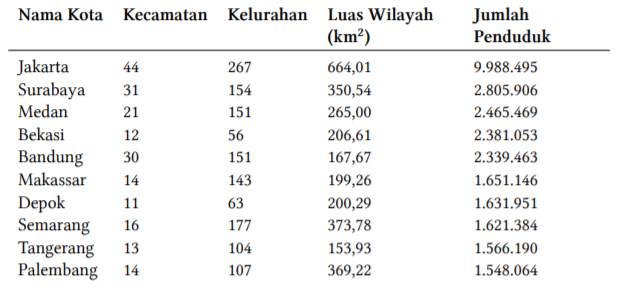 Nama Kota Kecamatan Kelurahan Luas Wilayah (km²) Jumlah Penduduk
Jakarta 44 267 664,01 9.988.495
Surabaya 31 154 350,54 2.805.906
Medan 21 151 265,00 2.465.469
Bekasi 12 56 206,61 2.381.053
Bandung 30 151 167,67 2.339.463
Makassar 14 143 199,26 1.651.146
Depok 11 63 200,29 1.631.951
Semarang 16 177 373,78 1.621.384
Tangerang 13 104 153,93 1.566.190
Palembang 14 107 369,22 1.548.064